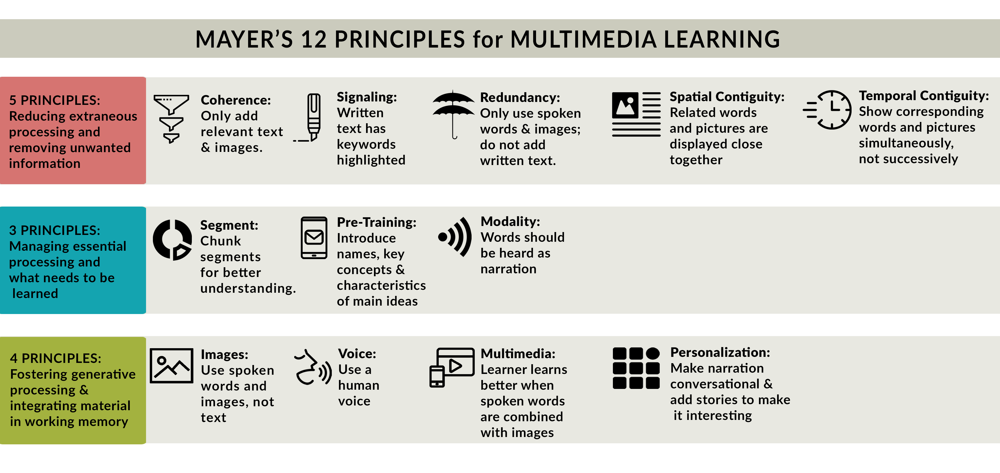 MAYER’S 12 PRINCIPLES for MULTIMEDIA LEARNING
5 PRINCIPLES:
Reducing extraneous
processing and
removing unwanted
information
Coherence:
Only add
relevant text
& images.
Signaling:
Written
text has
keywords
highlighted
Redundancy:
Only use spoken
words & images;
do not add
written text.
Spatial Contiguity:
Related words
and pictures are
displayed close
together
Temporal Contiguity:
Show corresponding
words and pictures
simultaneously,
not successively
3 PRINCIPLES:
Managing essential
processing and
what needs to be
learned
Segment:
Chunk
segments
for better
understanding.
Pre-Training:
Introduce
names, key
concepts &
characteristics
of main ideas
Modality:
Words should
be heard as
narration
4 PRINCIPLES:
Fostering generative
processing &
integrating material
in working memory
Images:
Use spoken
words and
images, not
text
Voice:
Use a
human
voice
Multimedia:
Learner learns
better when
spoken words
are combined
with images
Personalization:
Make narration
conversational &
add stories to make
it interesting